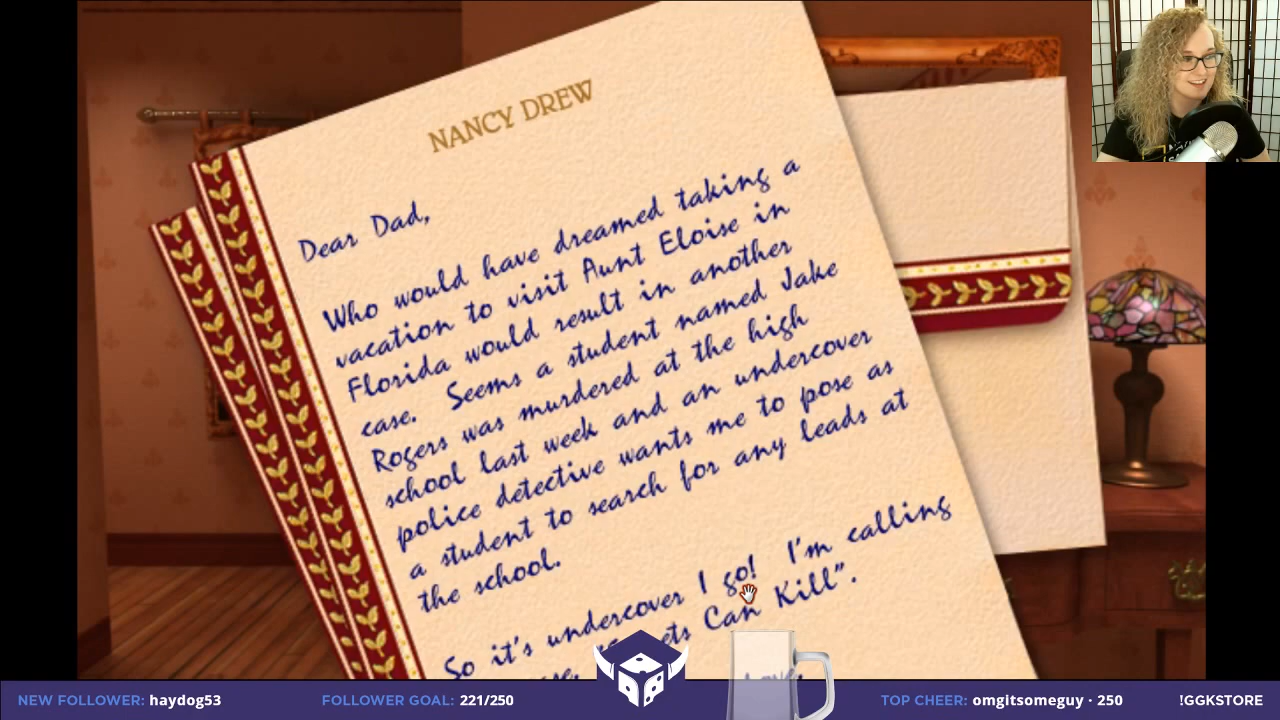 NANCY DREW
Dear Dad,
Who would have dreamed taking a
vacation to visit Aunt Eloise in
Florida would result in another
case. Seems a student named Jake
Rogers was murdered at the high
school last week and an undercover
police detective wants me to pose as
a student to search for any leads at
the school.
So it's undercover I go! I'm calling
Can Kill".
NEW FOLLOWER: haydog53
FOLLOWER GOAL: 221/250
TOP CHEER: omgitsomeguy · 250
!GGKSTORE